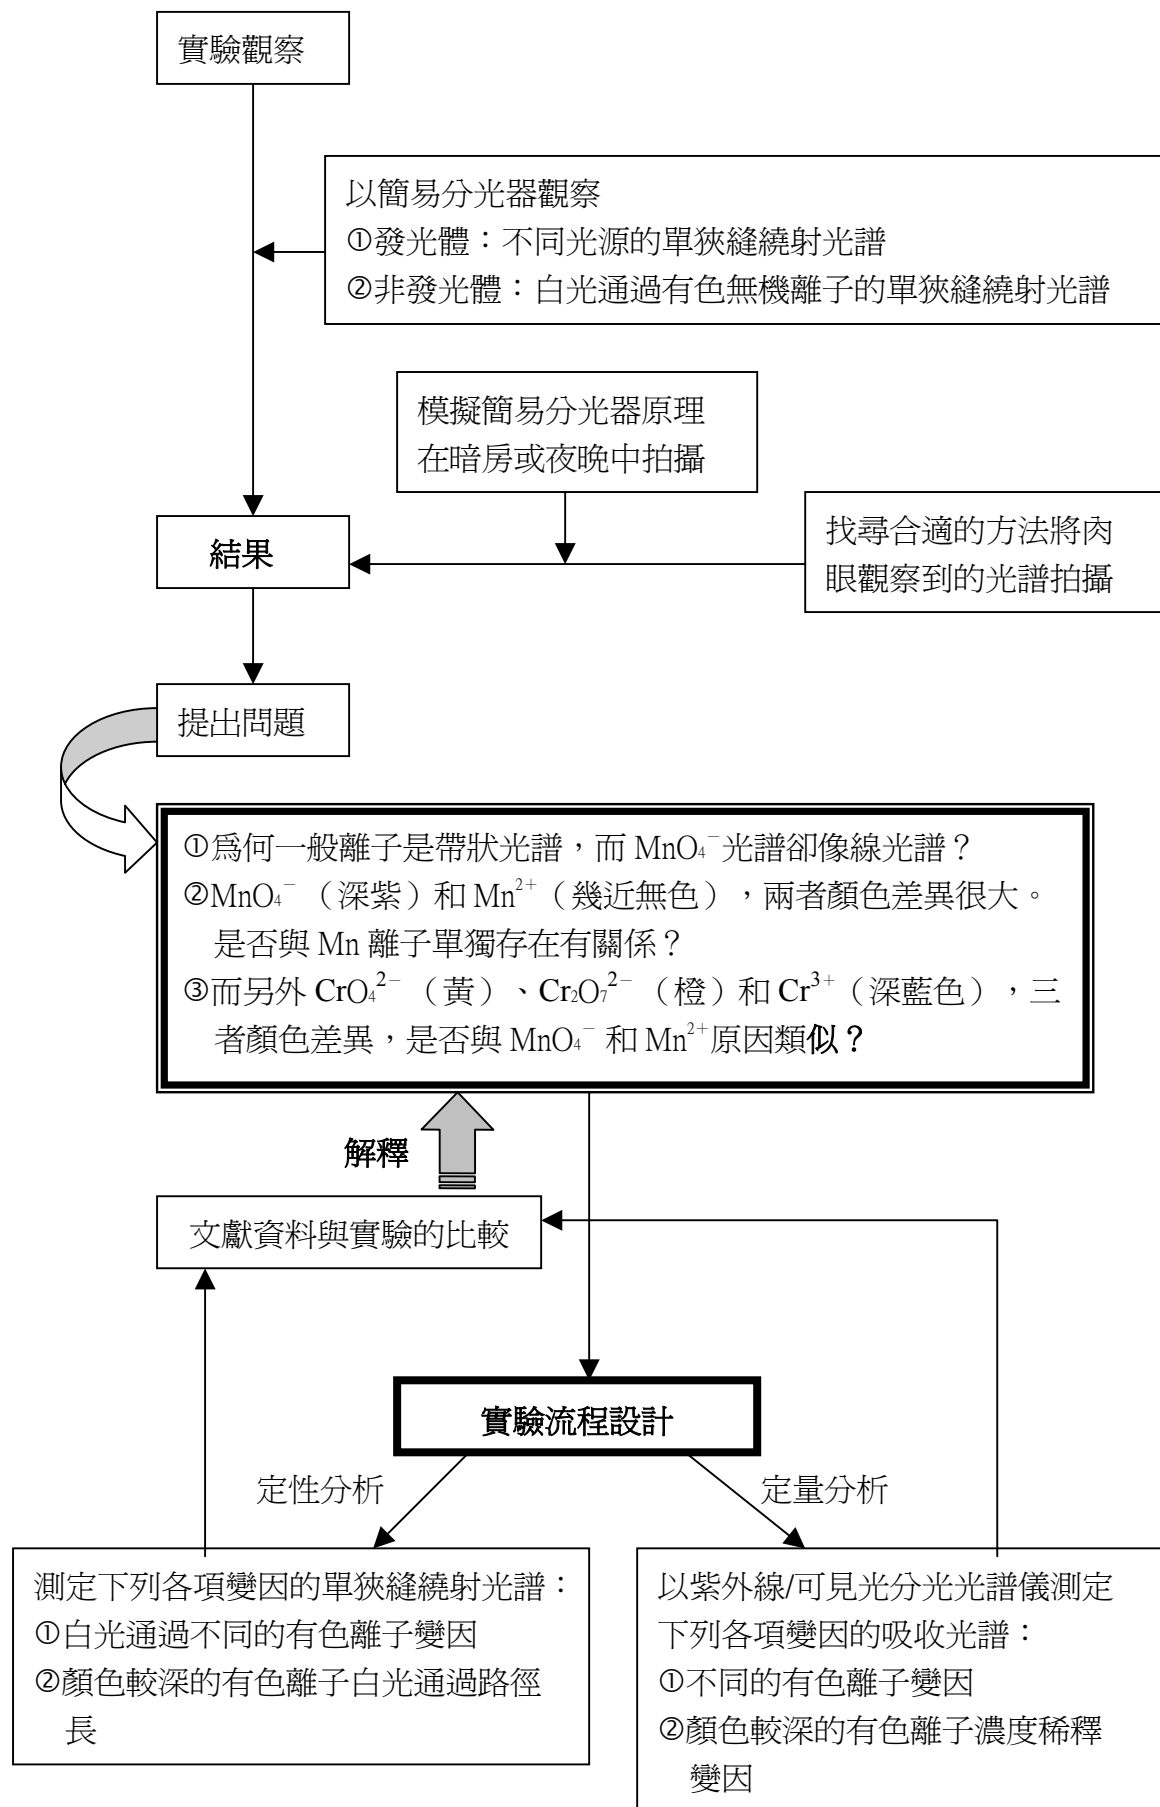 實驗觀察
以簡易分光器觀察
①發光體：不同光源的單狹縫繞射光譜
②非發光體：白光通過有色無機離子的單狹縫繞射光譜
模擬簡易分光器原理
在暗房或夜晚中拍攝
找尋合適的方法將肉
眼觀察到的光譜拍攝
結果
提出問題
①為何一般離子是帶狀光譜，而 MnO₄⁻光譜卻像線光譜？
②MnO₄⁻（深紫）和 Mn²⁺（幾近無色），兩者顏色差異很大。
是否與 Mn 離子單獨存在有關係？
③而另外 CrO₄²⁻（黃）、Cr₂O₇²⁻（橙）和 Cr³⁺（深藍色），三
者顏色差異，是否與 MnO₄⁻ 和 Mn²⁺原因類似？
解釋
文獻資料與實驗的比較
實驗流程設計
定性分析
定量分析
測定下列各項變因的單狹縫繞射光譜：
①白光通過不同的有色離子變因
②顏色較深的有色離子白光通過路徑
長
以紫外線/可見光分光光譜儀測定
下列各項變因的吸收光譜：
①不同的有色離子變因
②顏色較深的有色離子濃度稀釋
變因